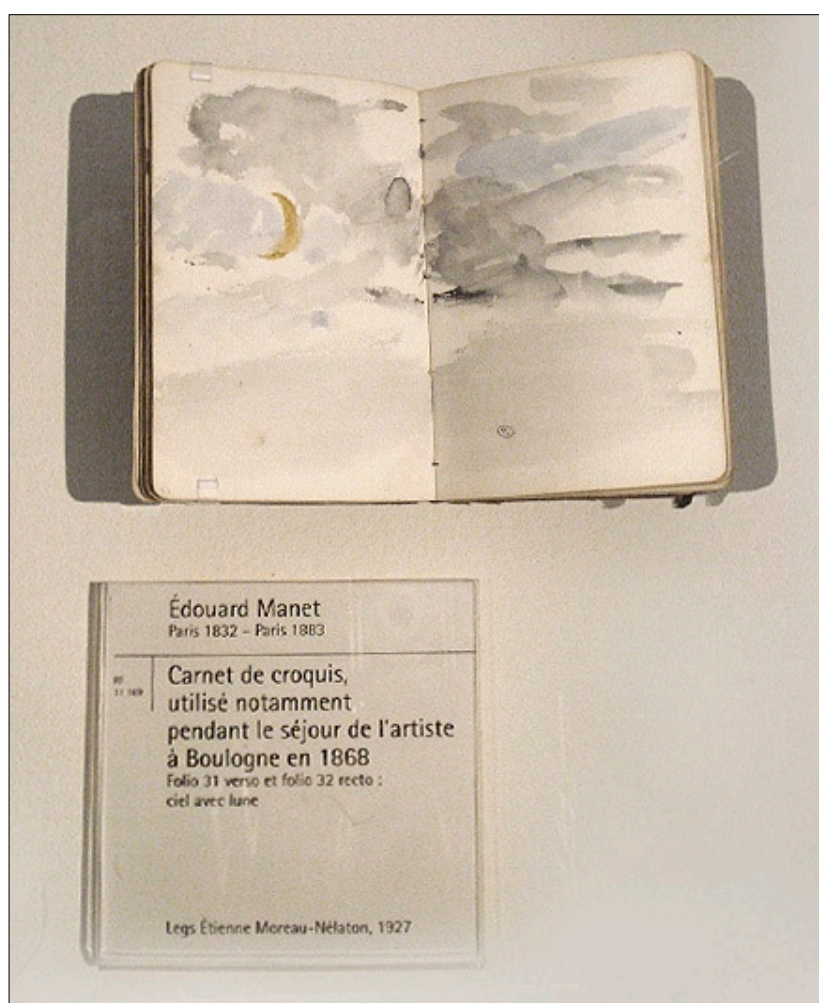 Édouard Manet
Paris 1832 – Paris 1883
RF
Carnet de croquis,
utilisé notamment
pendant le séjour de l'artiste
à Boulogne en 1868
Folio 31 verso et folio 32 recto :
ciel avec lune
Legs Étienne Moreau-Nélaton, 1927